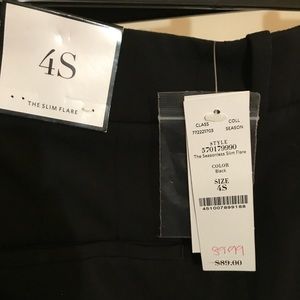 4S
THE SLIM FLARE
CLASS COLL
772221703 SEASON
STYLE
570179990
The Seasonless Slim Flare
COLOR
Black
SIZE
4S
451007899188
$89.00